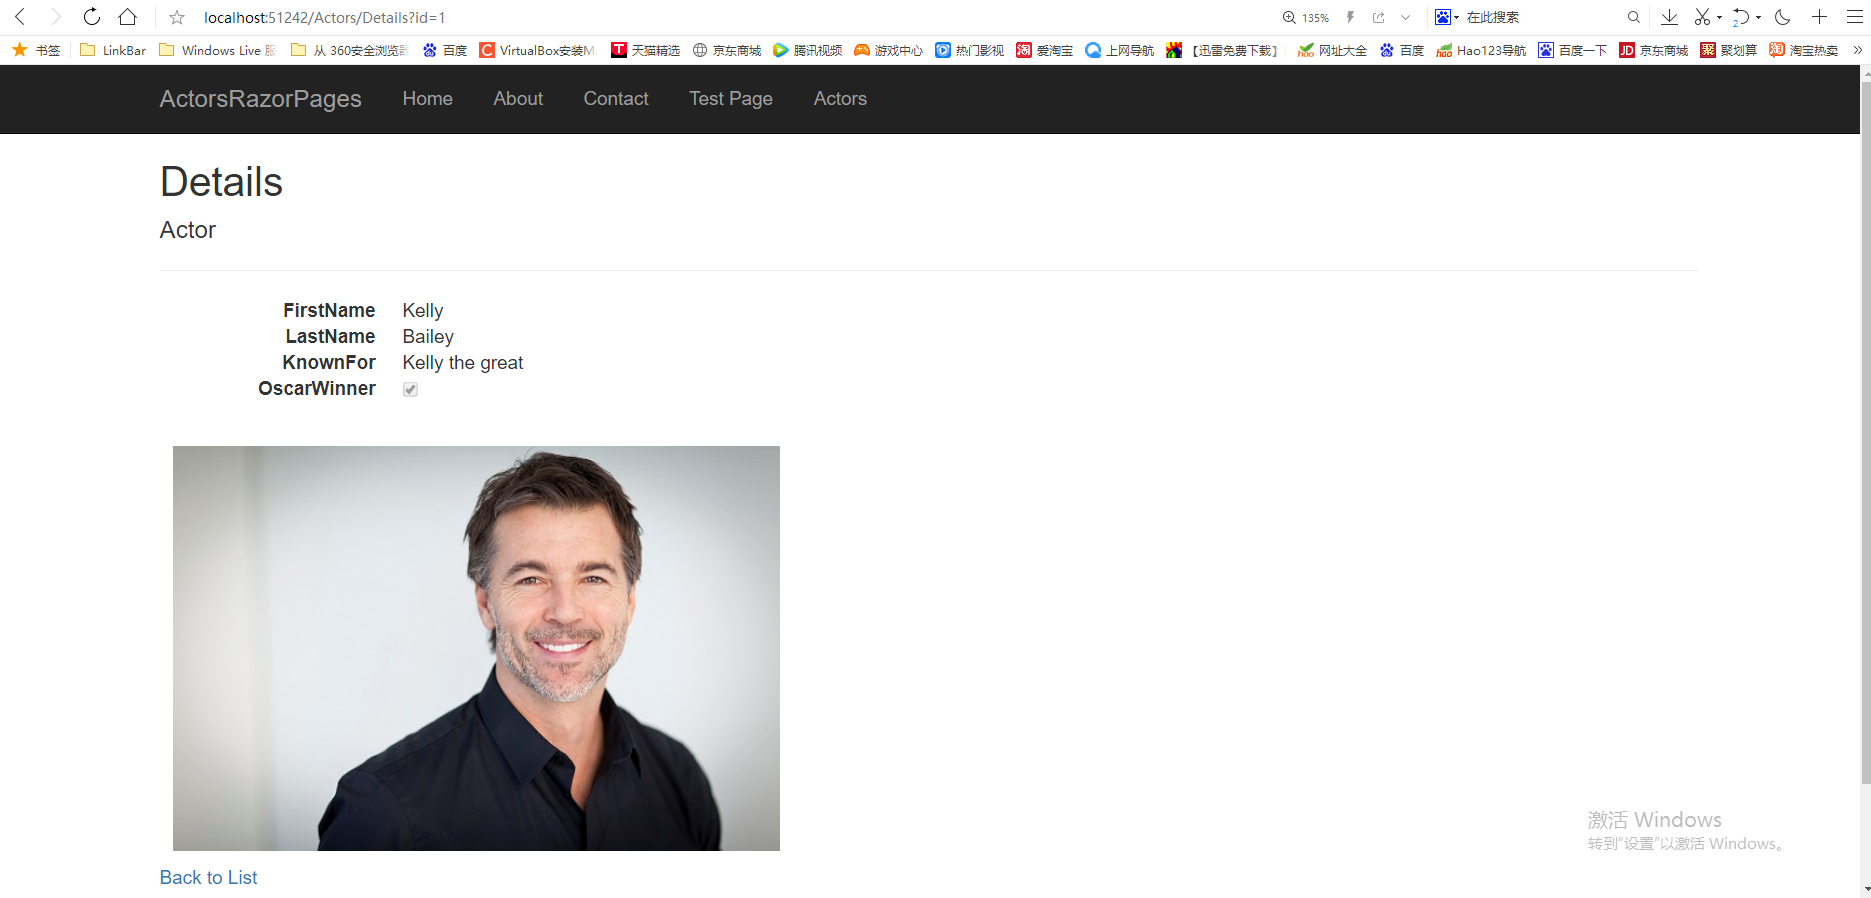 localhost:51242/Actors/Details?id=1
135%
在此搜索
2
书签 LinkBar Windows Live 从 360安全浏览器 百度 VirtualBox安装 天猫精选 京东商城 腾讯视频 游戏中心 热门影视 爱淘宝 上网导航 【迅雷免费下载】 网址大全 百度 Hao123导航 百度一下 京东商城 聚划算 淘宝热卖
ActorsRazorPages Home About Contact Test Page Actors
Details
Actor
FirstName Kelly
LastName Bailey
KnownFor Kelly the great
OscarWinner
激活 Windows
转到“设置”以激活 Windows。
Back to List